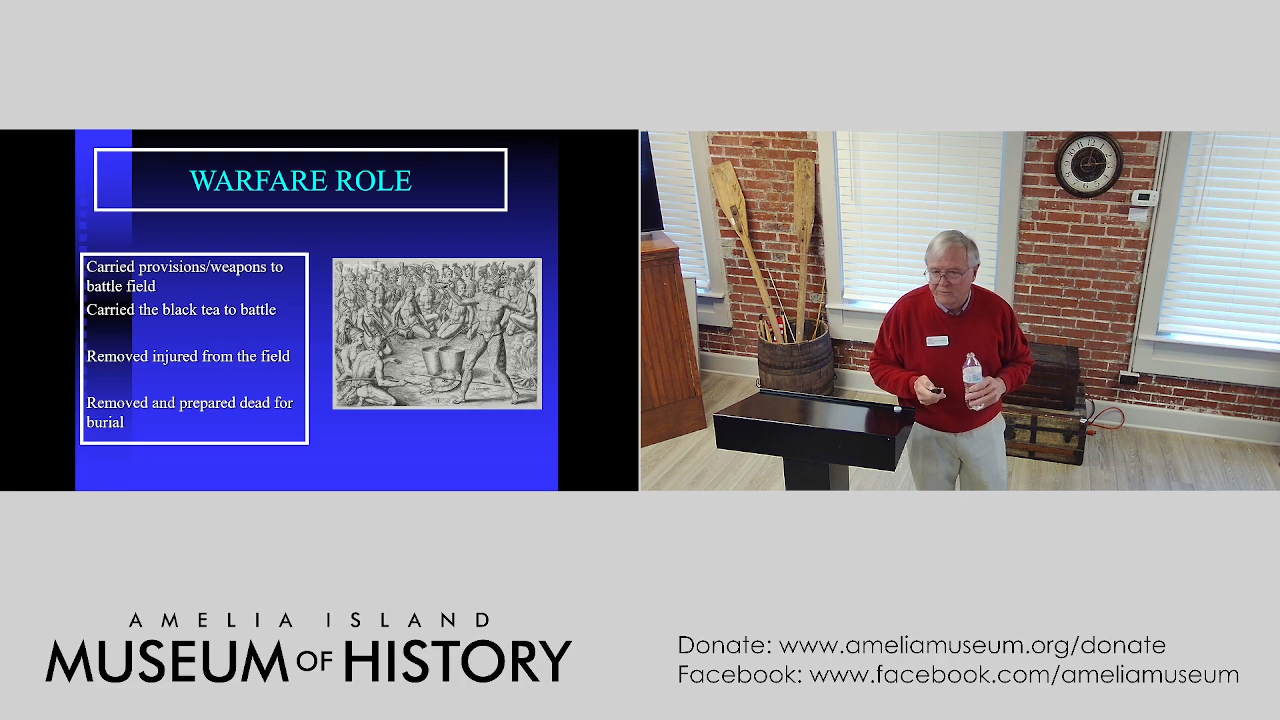 WARFARE ROLE
Carried provisions/weapons to
battle field
Carried the black tea to battle
Removed injured from the field
Removed and prepared dead for
burial
AMELIA ISLAND
MUSEUM OF HISTORY
Donate: www.ameliamuseum.org/donate
Facebook: www.facebook.com/ameliamuseum